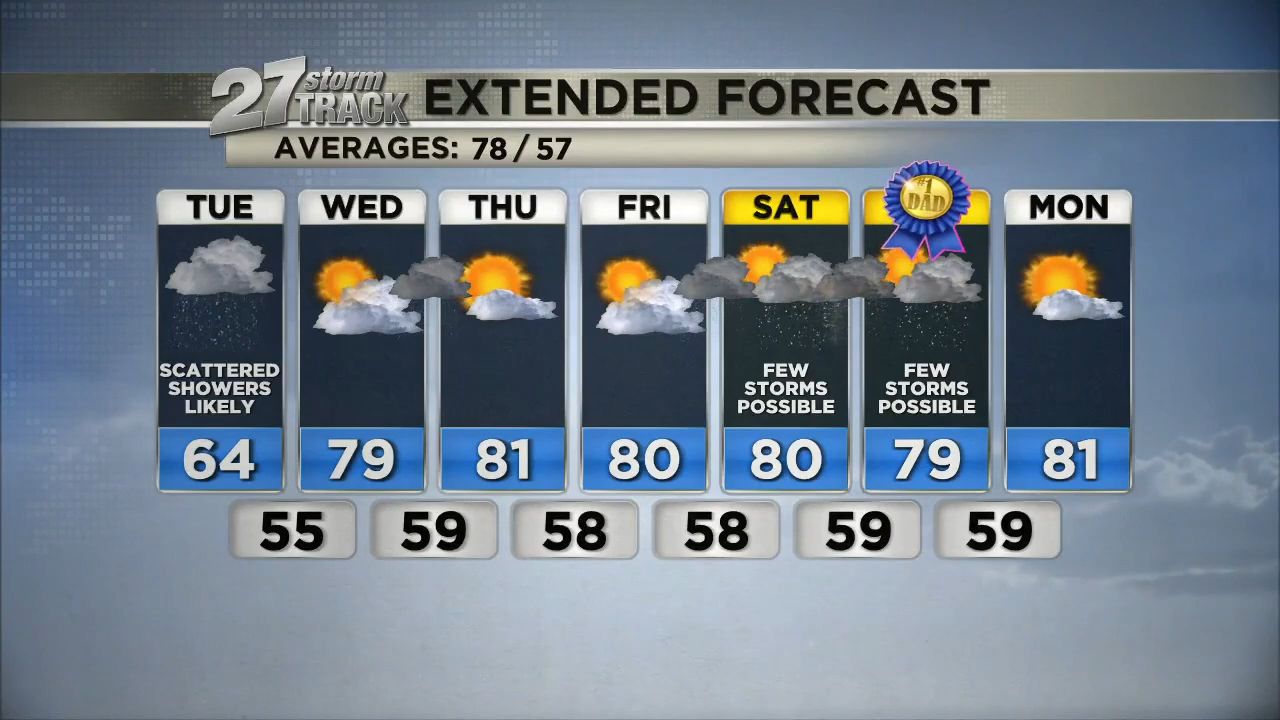 27 storm TRACK EXTENDED FORECAST
AVERAGES: 78 / 57
TUE WED THU FRI SAT #1 DAD MON
SCATTERED SHOWERS LIKELY
FEW STORMS POSSIBLE
FEW STORMS POSSIBLE
64 79 81 80 80 79 81
55 59 58 58 59 59